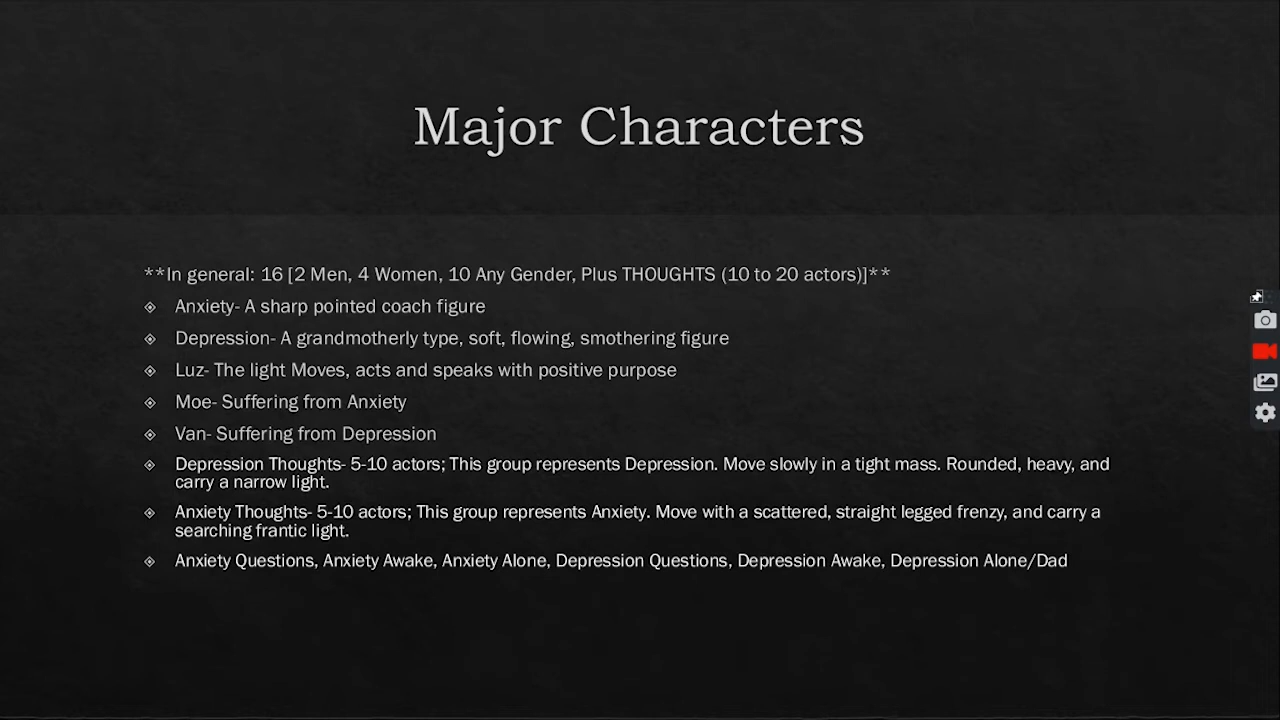 Major Characters
**In general: 16 [2 Men, 4 Women, 10 Any Gender, Plus THOUGHTS (10 to 20 actors)]**
Anxiety- A sharp pointed coach figure
Depression- A grandmotherly type, soft, flowing, smothering figure
Luz- The light Moves, acts and speaks with positive purpose
Moe- Suffering from Anxiety
Van- Suffering from Depression
Depression Thoughts- 5-10 actors; This group represents Depression. Move slowly in a tight mass. Rounded, heavy, and
carry a narrow light.
Anxiety Thoughts- 5-10 actors; This group represents Anxiety. Move with a scattered, straight legged frenzy, and carry a
searching frantic light.
Anxiety Questions, Anxiety Awake, Anxiety Alone, Depression Questions, Depression Awake, Depression Alone/Dad